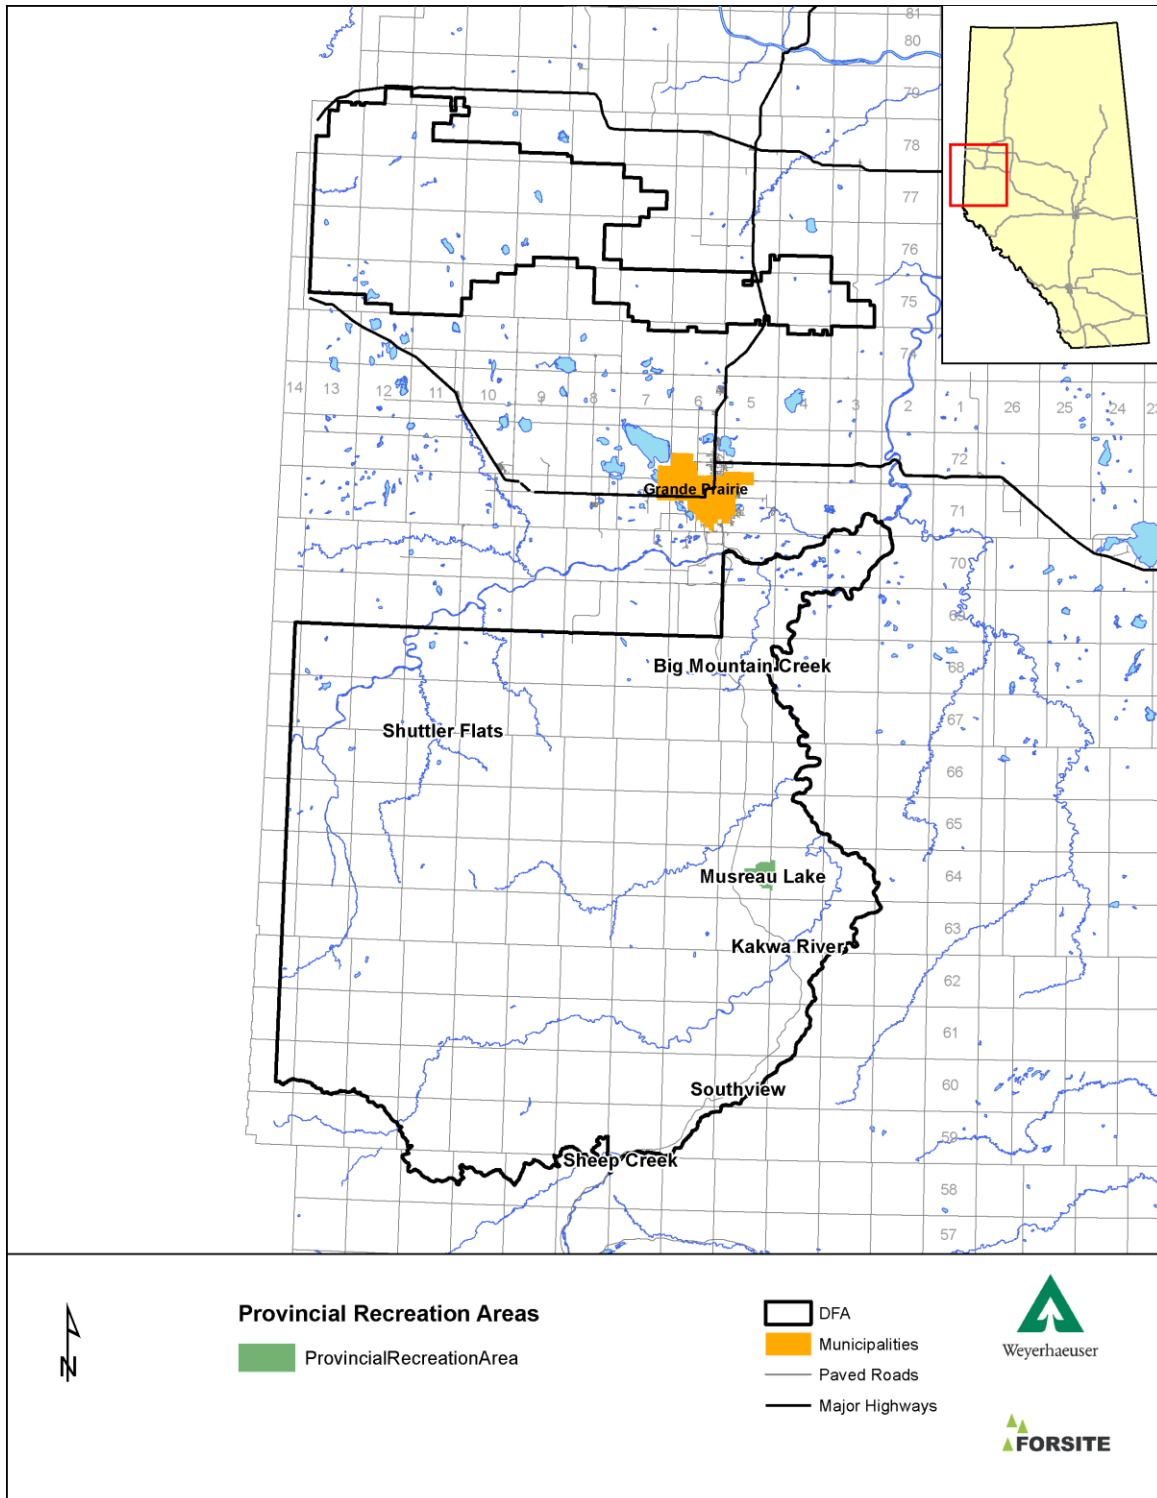 81
80
79
78
77
76
75
74
14 13 12 11 10 9 8 7 6 5 4 3 2 1 26 25 24 23
72
Grande Prairie
71
70
69
Big Mountain Creek
68
67
Shuttler Flats
66
65
Musreau Lake
64
63
Kakwa River
62
61
60
Southview
59
Sheep Creek
58
57
N
Provincial Recreation Areas
ProvincialRecreationArea
DFA
Municipalities
Paved Roads
Major Highways
Weyerhaeuser
FORSITE